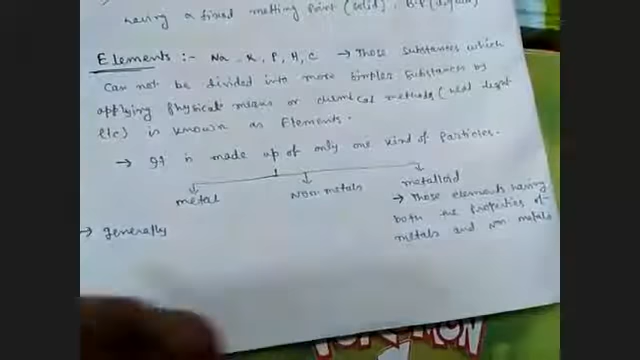 having a fixed melting point (solid), B.P (liquid)
Elements :- Na, K, P, H, C → Those substances which
can not be divided into more simpler substances by
applying physical means or chemical methods (heat light
etc) is known as Elements.
→ It is made up of only one kind of particles.
metal Non-metals metalloid
→ generally
→ Those elements having
both the properties of
metals and non metals
POKEMON